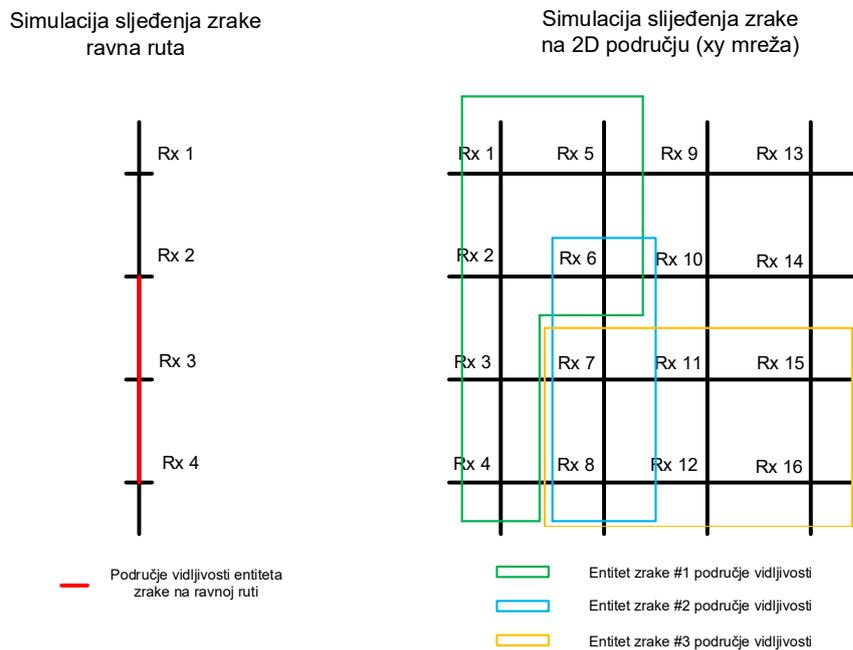 Simulacija sljeđenja zrake
ravna ruta
Rx 1
Rx 2
Rx 3
Rx 4
Područje vidljivosti entiteta
zrake na ravnoj ruti
Simulacija slijeđenja zrake
na 2D području (xy mreža)
Rx 1 Rx 5 Rx 9 Rx 13
Rx 2 Rx 6 Rx 10 Rx 14
Rx 3 Rx 7 Rx 11 Rx 15
Rx 4 Rx 8 Rx 12 Rx 16
Entitet zrake #1 područje vidljivosti
Entitet zrake #2 područje vidljivosti
Entitet zrake #3 područje vidljivosti